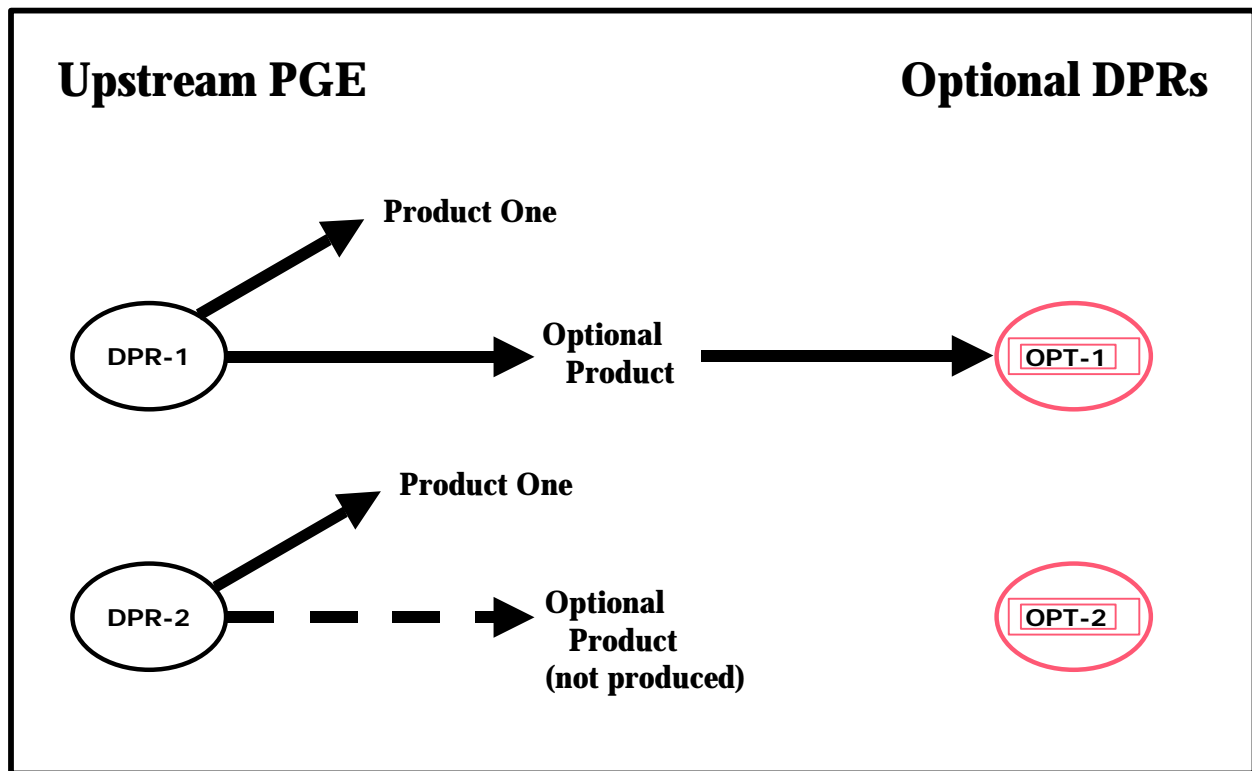 Upstream PGE
Optional DPRs
Product One
DPR-1
Optional
Product
OPT-1
Product One
DPR-2
Optional
Product
(not produced)
OPT-2